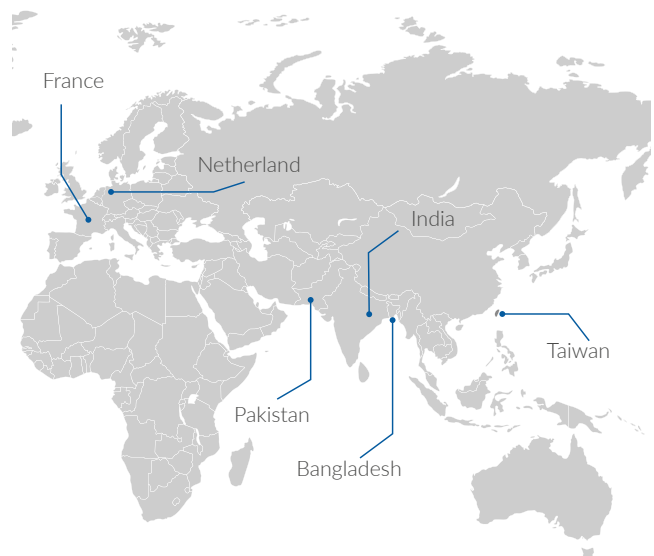 France
Netherland
India
Taiwan
Pakistan
Bangladesh